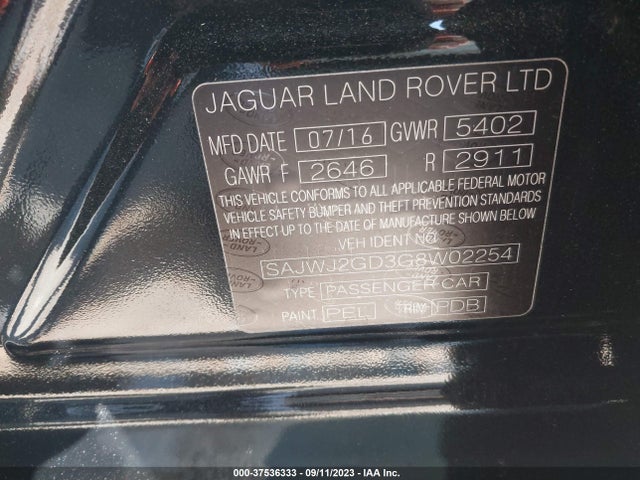 JAGUAR LAND ROVER LTD
MFD.DATE 07/16 GVWR 5402
GAWR F 2646 R 2911
THIS VEHICLE CONFORMS TO ALL APPLICABLE FEDERAL MOTOR
VEHICLE SAFETY BUMPER AND THEFT PREVENTION STANDARDS
IN EFFECT ON THE DATE OF MANUFACTURE SHOWN BELOW
VEH IDENT NO.
SAJWJ2GD3G8W02254
TYPE PASSENGER CAR
PAINT PEL TRIM PDB
000-37536333 - 09/11/2023 - IAA Inc.